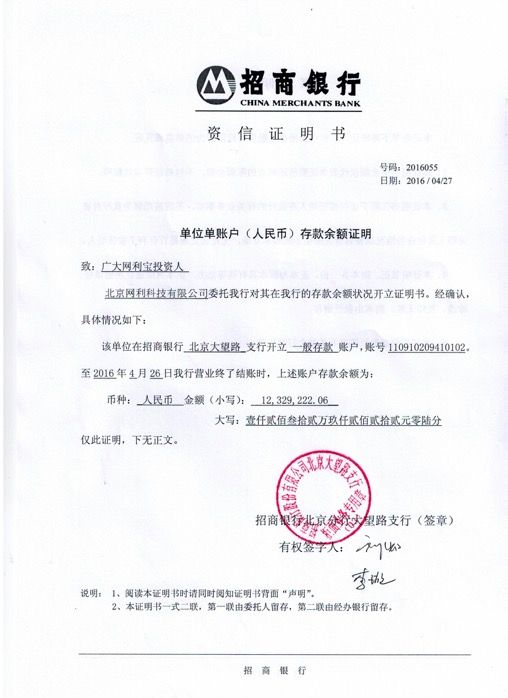 招商银行
CHINA MERCHANTS BANK
资信证明书
号码：2016055
日期：2016 /04/27
单位单账户（人民币）存款余额证明
致：广大网利宝投资人
北京网利科技有限公司委托我行对其在我行的存款余额状况开立证明书。经确认，
具体情况如下：
该单位在招商银行 北京大望路 支行开立 一般存款 账户，账号 110910209410102。
至 2016 年 4 月 26 日我行营业终了结账时，上述账户存款余额为：
币种： 人民币 金额（小写）： 12,329,222.06
大写：壹仟贰佰叁拾贰万玖仟贰佰贰拾贰元零陆分
仅此证明，下无正文。
招商银行北京分行大望路支行（签章）
有权签字人：
说明： 1、阅读本证明书时请同时阅知证明书背面“声明”。
2、本证明书一式二联，第一联由委托人留存，第二联由经办银行留存。
招 商 银 行